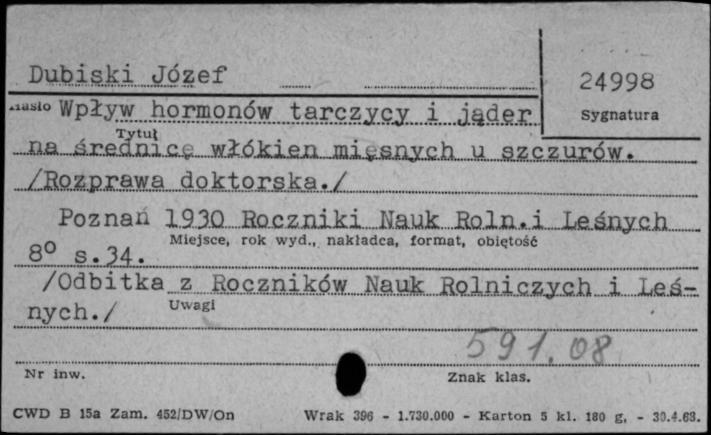 Dubiski Józef
24998
Hasło Wpływ hormonów tarczycy i jąder
Sygnatura
Tytuł
na średnicę włókien mięsnych u szczurów.
/Rozprawa doktorska./
Poznań 1930 Roczniki Nauk Roln.i Leśnych
Miejsce, rok wyd., nakładca, format, objętość
8º s.34.
/Odbitka z Roczników Nauk Rolniczych i Leś-
nych./
Uwagi
591.08
Nr inw.
Znak klas.
CWD B 15a Zam. 452/DW/On Wrak 396 - 1.730.000 - Karton 5 kl. 180 g. - 30.4.63.